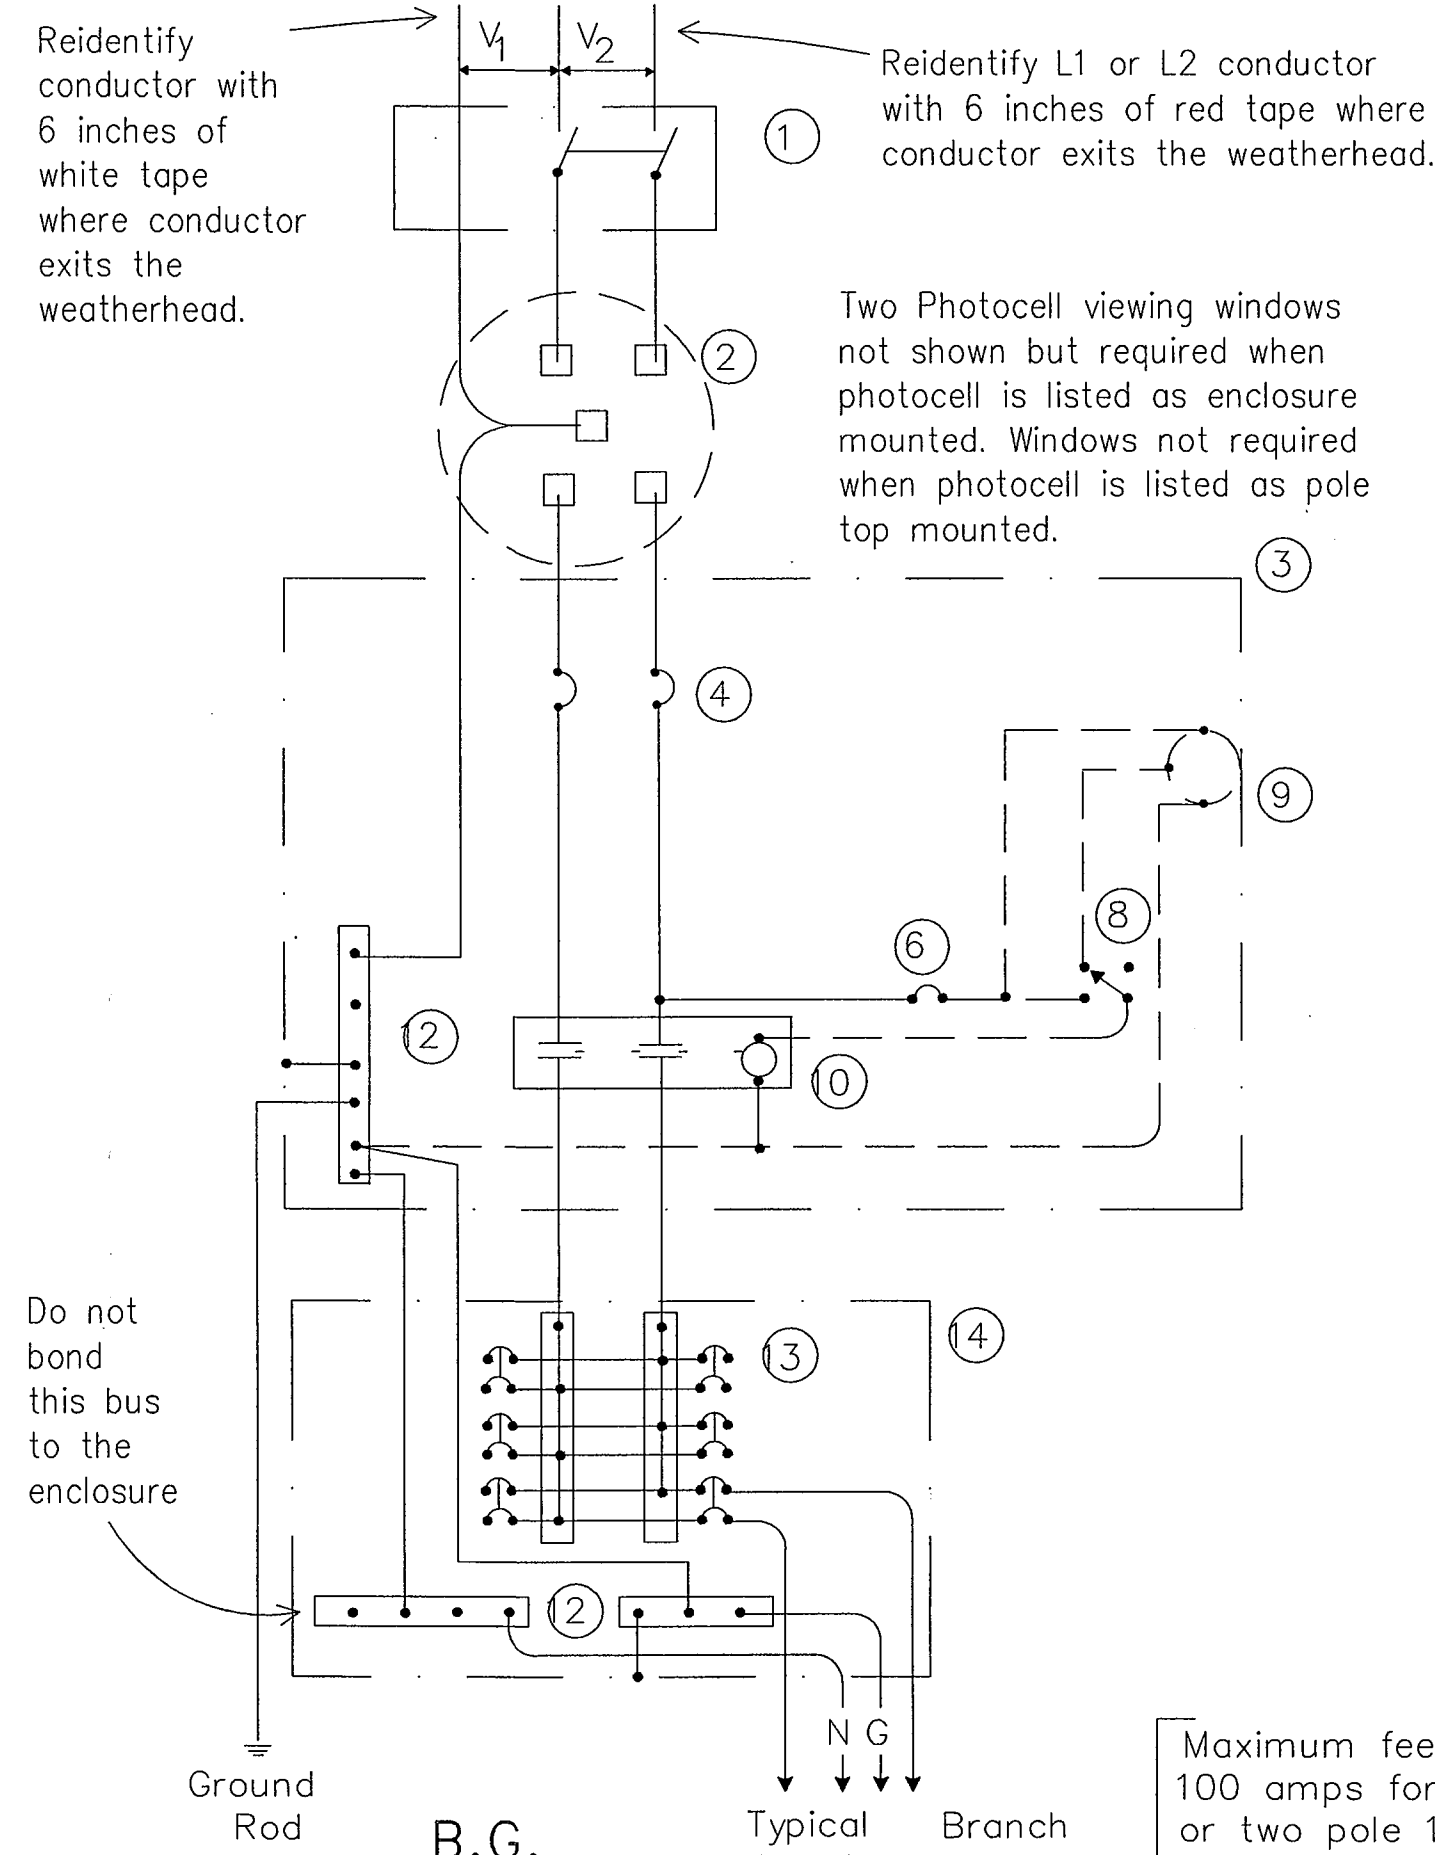 Reidentify
conductor with
6 inches of
white tape
where conductor
exits the
weatherhead.
V1
V2
Reidentify L1 or L2 conductor
with 6 inches of red tape where
conductor exits the weatherhead.
1
2
Two Photocell viewing windows
not shown but required when
photocell is listed as enclosure
mounted. Windows not required
when photocell is listed as pole
top mounted.
3
4
9
8
6
12
10
Do not
bond
this bus
to the
enclosure
14
13
12
N G
Ground
Rod
B.G.
Typical
Branch
Maximum fee
100 amps for
or two pole 1